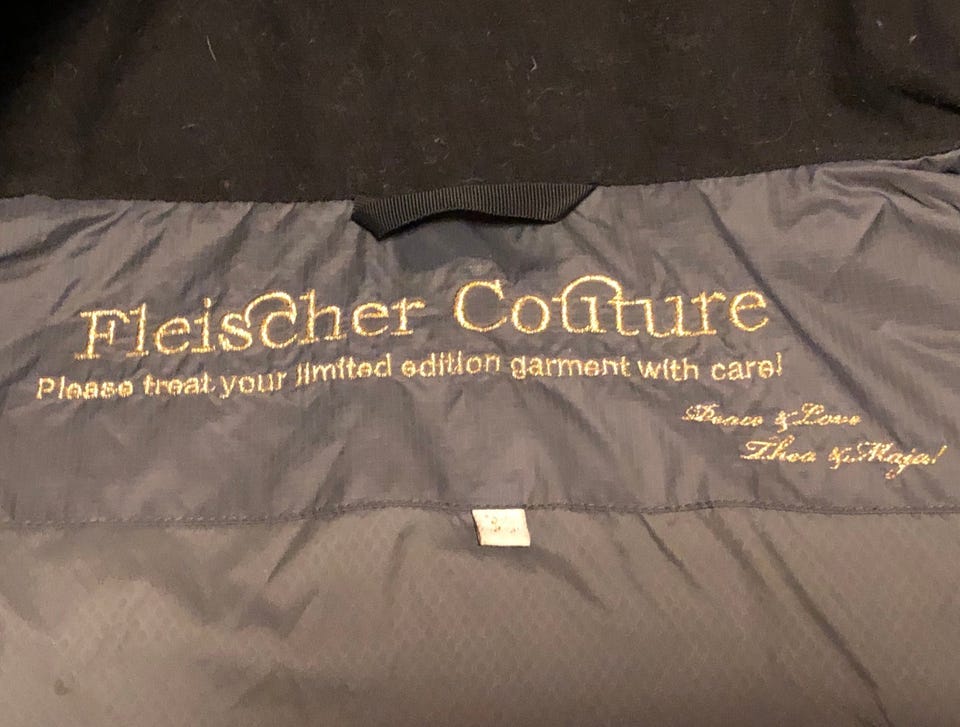 Fleischer Couture
Please treat your limited edition garment with care!
Peace & Love
Thea & Maja!